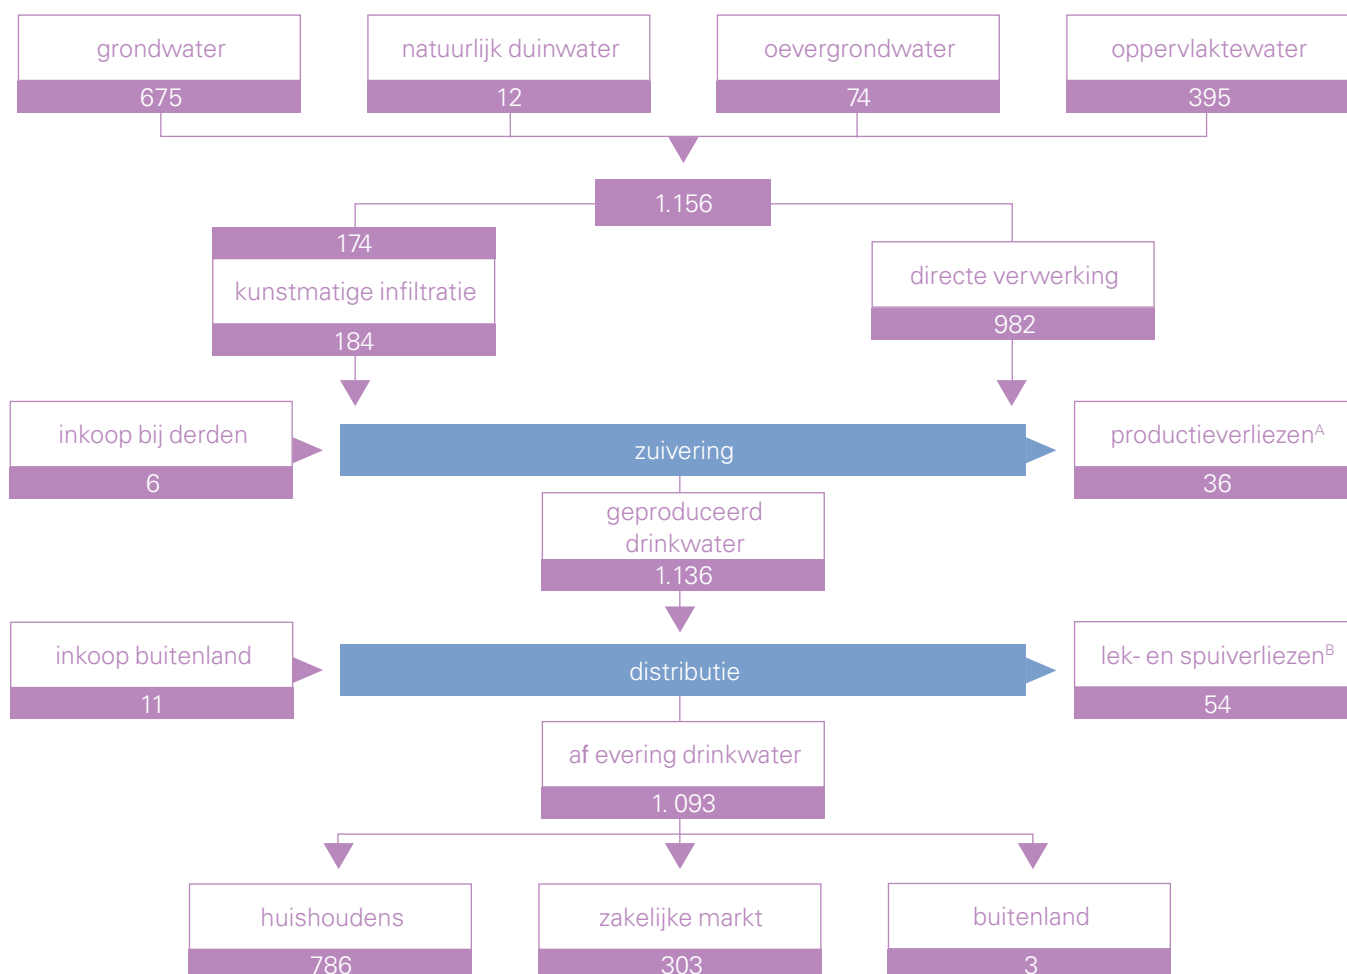 grondwater
675
natuurlijk duinwater
12
oevergrondwater
74
oppervlaktewater
395
1.156
174
kunstmatige infiltratie
184
directe verwerking
982
inkoop bij derden
6
zuivering
productieverliezenA
36
geproduceerd
drinkwater
1.136
inkoop buitenland
11
distributie
lek- en spuiverliezenB
54
af evering drinkwater
1. 093
huishoudens
786
zakelijke markt
303
buitenland
3